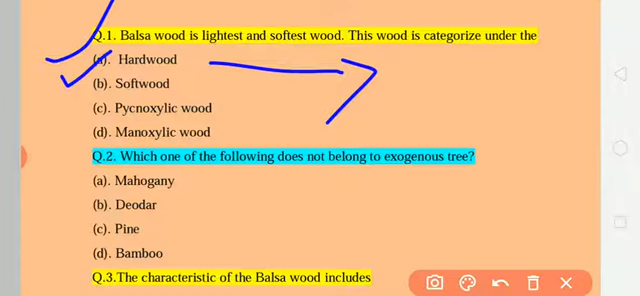 Q.1. Balsa wood is lightest and softest wood. This wood is categorize under the
(a). Hardwood
(b). Softwood
(c). Pycnoxylic wood
(d). Manoxylic wood
Q.2. Which one of the following does not belong to exogenous tree?
(a). Mahogany
(b). Deodar
(c). Pine
(d). Bamboo
Q.3.The characteristic of the Balsa wood includes